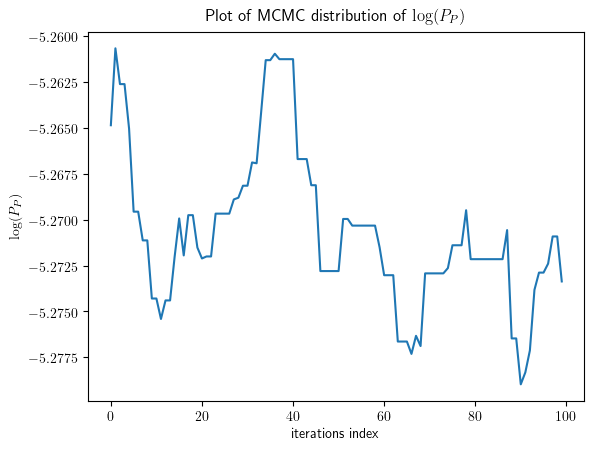 Plot of MCMC distribution of log(P_P)
−5.2600
−5.2625
−5.2650
−5.2675
−5.2700
−5.2725
−5.2750
−5.2775
log(P_P)
0 20 40 60 80 100
iterations index